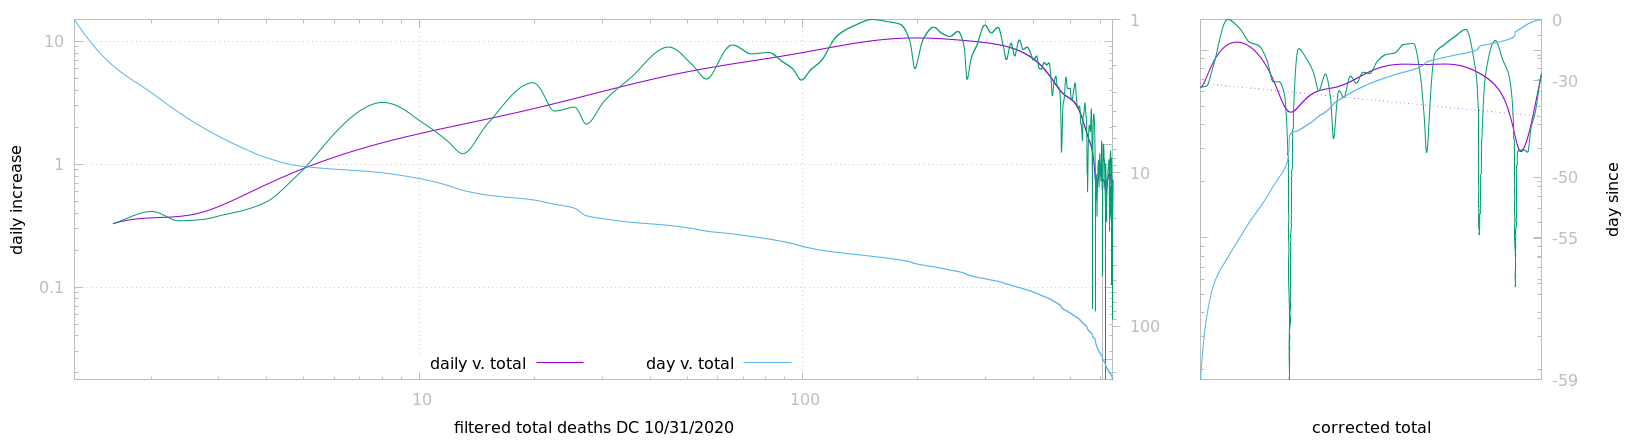 10
1
0.1
daily increase
1
10
100
daily v. total
day v. total
10
100
filtered total deaths DC 10/31/2020
0
-30
-50
-55
-59
day since
corrected total